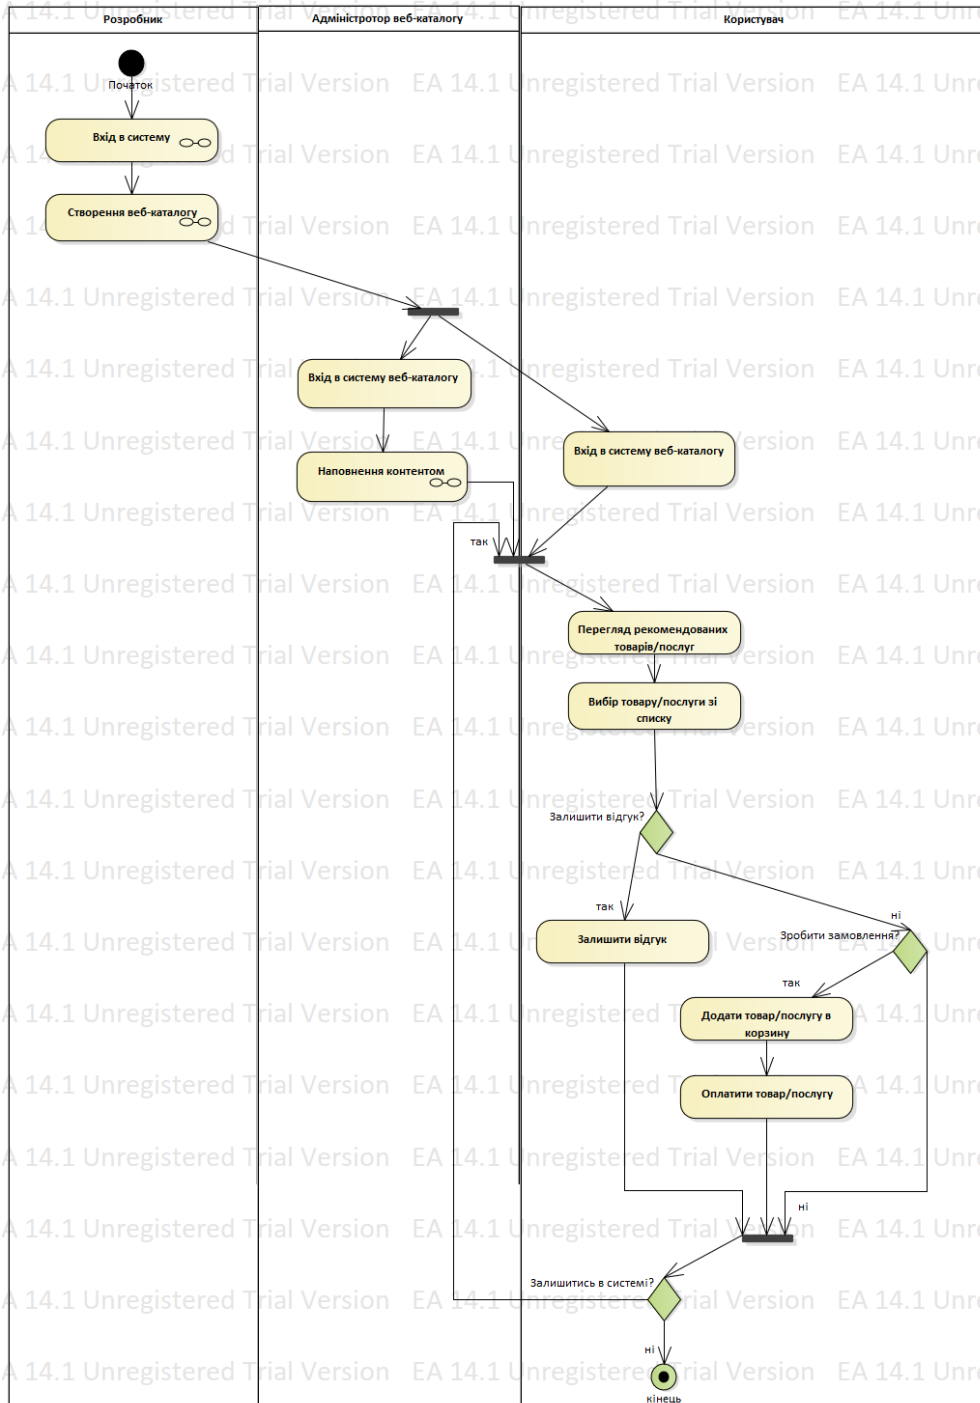 Розробник
Адміністротор веб-каталогу
Користувач
Початок
Вхід в систему
Створення веб-каталогу
Вхід в систему веб-каталогу
Вхід в систему веб-каталогу
Наповнення контентом
так
Перегляд рекомендованих
товарів/послуг
Вибір товару/послуги зі
списку
Залишити відгук?
так
ні
Залишити відгук
Зробити замовлення?
так
Додати товар/послугу в
корзину
Оплатити товар/послугу
ні
Залишитись в системі?
ні
кінець
EA 14.1 Unregistered Trial Version